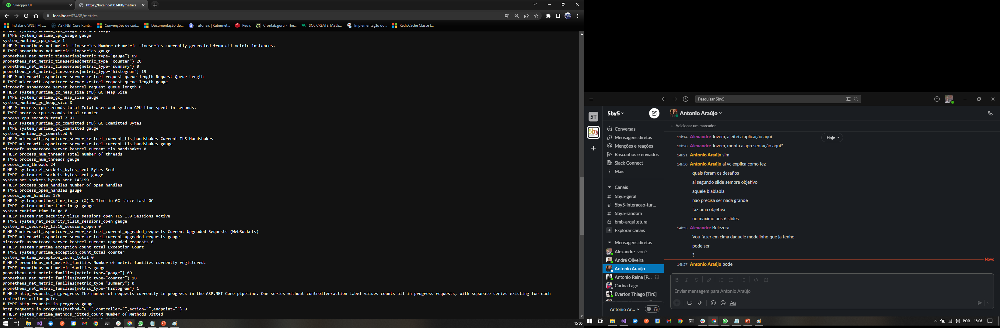 Swagger UI
https://localhost:63468/metrics
localhost:63468/metrics
Instalar o WSL | Mic...
ASP.NET Core Runti...
Convenções de cod...
Documentação do...
Tutoriais | Kubernet...
Redis
Crontab.guru - The...
SQL CREATE TABLE...
Implementação do...
RedisCache Classe (...
# TYPE system_runtime_cpu_usage gauge
system_runtime_cpu_usage 1
# HELP prometheus_net_metric_timeseries Number of metric timeseries currently generated from all metric instances.
# TYPE prometheus_net_metric_timeseries gauge
prometheus_net_metric_timeseries{metric_type="gauge"} 69
prometheus_net_metric_timeseries{metric_type="counter"} 20
prometheus_net_metric_timeseries{metric_type="summary"} 0
prometheus_net_metric_timeseries{metric_type="histogram"} 19
# HELP microsoft_aspnetcore_server_kestrel_request_queue_length Request Queue Length
# TYPE microsoft_aspnetcore_server_kestrel_request_queue_length gauge
microsoft_aspnetcore_server_kestrel_request_queue_length 0
# HELP system_runtime_gc_heap_size (MB) GC Heap Size
# TYPE system_runtime_gc_heap_size gauge
system_runtime_gc_heap_size 8
# HELP process_cpu_seconds_total Total user and system CPU time spent in seconds.
# TYPE process_cpu_seconds_total counter
process_cpu_seconds_total 2.92
# HELP system_runtime_gc_committed (MB) GC Committed Bytes
# TYPE system_runtime_gc_committed gauge
system_runtime_gc_committed 5
# HELP microsoft_aspnetcore_server_kestrel_current_tls_handshakes Current TLS Handshakes
# TYPE microsoft_aspnetcore_server_kestrel_current_tls_handshakes gauge
microsoft_aspnetcore_server_kestrel_current_tls_handshakes 0
# HELP process_num_threads Total number of threads
# TYPE process_num_threads gauge
process_num_threads 24
# HELP system_net_sockets_bytes_sent Bytes Sent
# TYPE system_net_sockets_bytes_sent gauge
system_net_sockets_bytes_sent 143199
# HELP process_open_handles Number of open handles
# TYPE process_open_handles gauge
process_open_handles 175
# HELP system_runtime_time_in_gc (%) % Time in GC since last GC
# TYPE system_runtime_time_in_gc gauge
system_runtime_time_in_gc 0
# HELP system_net_security_tls10_sessions_open TLS 1.0 Sessions Active
# TYPE system_net_security_tls10_sessions_open gauge
system_net_security_tls10_sessions_open 0
# HELP microsoft_aspnetcore_server_kestrel_current_upgraded_requests Current Upgraded Requests (WebSockets)
# TYPE microsoft_aspnetcore_server_kestrel_current_upgraded_requests gauge
microsoft_aspnetcore_server_kestrel_current_upgraded_requests 0
# HELP system_runtime_exception_count_total Exception Count
# TYPE system_runtime_exception_count_total counter
system_runtime_exception_count_total 0
# HELP prometheus_net_metric_families Number of metric families currently registered.
# TYPE prometheus_net_metric_families gauge
prometheus_net_metric_families{metric_type="gauge"} 60
prometheus_net_metric_families{metric_type="counter"} 18
prometheus_net_metric_families{metric_type="summary"} 0
prometheus_net_metric_families{metric_type="histogram"} 1
# HELP http_requests_in_progress The number of requests currently in progress in the ASP.NET Core pipeline. One series without controller/action label values counts all in-progress requests, with separate series existing for each
controller-action pair.
# TYPE http_requests_in_progress gauge
http_requests_in_progress{method="GET",controller="",action="",endpoint=""} 0
# HELP system_runtime_methods_jitted_count Number of Methods Jitted
15:06
Pesquisar 5by5
5T
5by
5by5
Conversas
Mensagens diretas
Menções e reações
Rascunhos e enviados
Slack Connect
Mais
Canais
# 5by5-geral
# 5by5-interacao-tur...
# 5by5-random
bmb-arquitetura
Explorar canais
Mensagens diretas
Alexandre você
André Oliveira
Antonio Araújo
Antonio Reina [P...
Carina Lago
Everton Thiago [Tirú]
Antonio Ar...
Antonio Araújo
+ Adicionar um marcador
Hoje
11h14 Alexandre Jovem, ajeitei a aplicação aqui
13h20 Alexandre Jovem, monta a apresentação aqui?
14h21 Antonio Araújo sim
14h50 Antonio Araújo ai vc explica como fez
quais foram os desafios
ai segundo slide sempre objetivo
aquele blablabla
nao precisa ser nada grande
faz uma objetiva
no maximo uns 6 slides
14h53 Alexandre Belezera
Vou fazer em cima daquele modelinho que ja tenho
pode ser
?
Novo
14h57 Antonio Araújo pode
Enviar mensagem para Antonio Araújo
Aa
POR
15:06